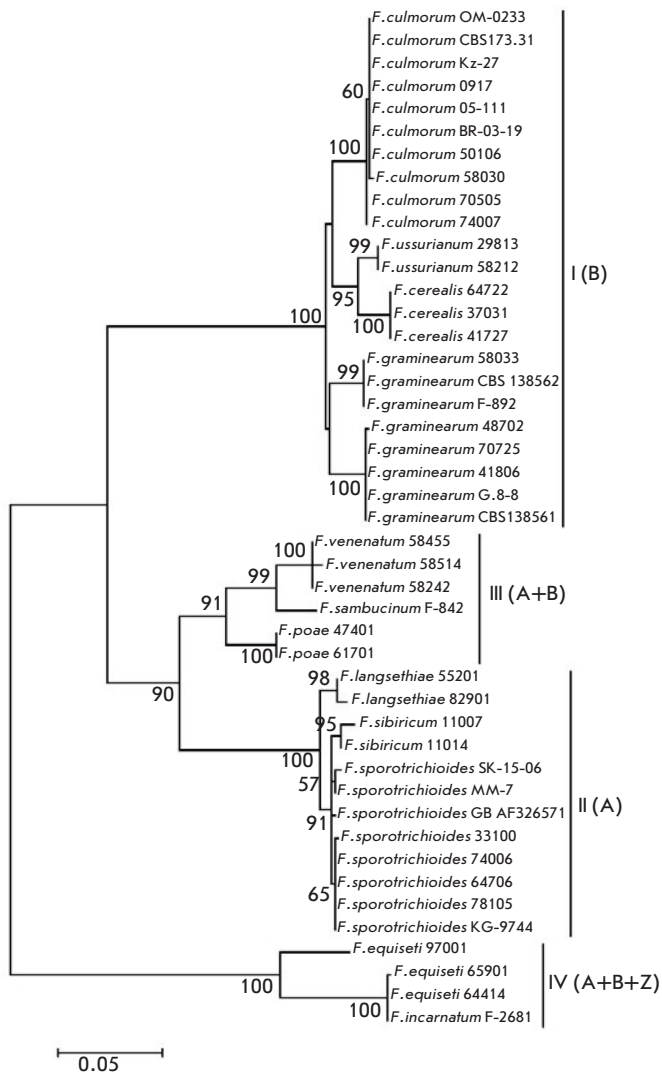 F.culmorum OM-0233
F.culmorum CBS173.31
F.culmorum Kz-27
F.culmorum 0917
60
F.culmorum 05-111
F.culmorum BR-03-19
100
F.culmorum 50106
F.culmorum 58030
F.culmorum 70505
F.culmorum 74007
99
F.ussurianum 29813
F.ussurianum 58212
I (B)
95
F.cerealis 64722
100
F.cerealis 37031
100
F.cerealis 41727
F.graminearum 58033
99
F.graminearum CBS 138562
F.graminearum F-892
F.graminearum 48702
F.graminearum 70725
F.graminearum 41806
100
F.graminearum G.8-8
F.graminearum CBS138561
F.venenatum 58455
100
F.venenatum 58514
99
F.venenatum 58242
III (A+B)
91
F.sambucinum F-842
F.poae 47401
100
F.poae 61701
90
98
F.langsethiae 55201
F.langsethiae 82901
95
F.sibiricum 11007
100
F.sibiricum 11014
F.sporotrichioides SK-15-06
57
F.sporotrichioides MM-7
II (A)
91
F.sporotrichioides GB AF326571
F.sporotrichioides 33100
F.sporotrichioides 74006
65
F.sporotrichioides 64706
F.sporotrichioides 78105
F.sporotrichioides KG-9744
F.equiseti 97001
100
F.equiseti 65901
IV (A+B+Z)
F.equiseti 64414
100
F.incarnatum F-2681
0.05